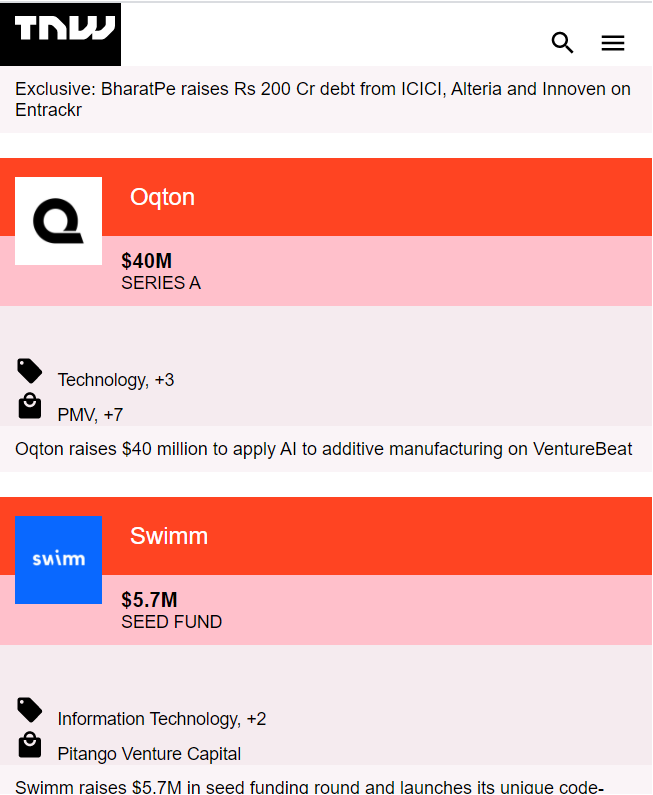 TNW
Exclusive: BharatPe raises Rs 200 Cr debt from ICICI, Alteria and Innoven on
Entrackr
Oqton
$40M
SERIES A
Technology, +3
PMV, +7
Oqton raises $40 million to apply AI to additive manufacturing on VentureBeat
swimm
Swimm
$5.7M
SEED FUND
Information Technology, +2
Pitango Venture Capital
Swimm raises $5.7M in seed funding round and launches its unique code-